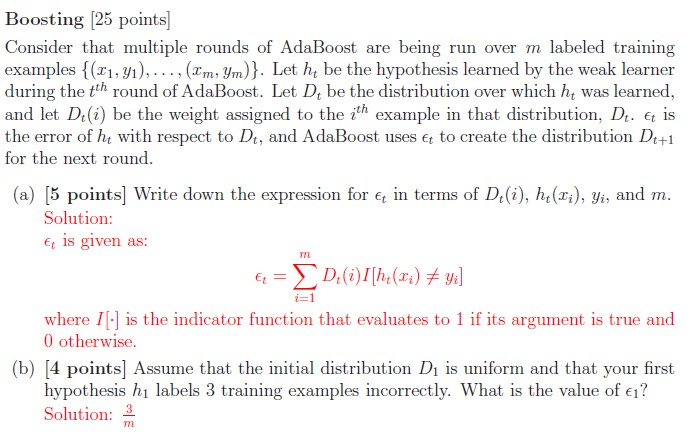 Boosting [25 points]
Consider that multiple rounds of AdaBoost are being run over m labeled training
examples {(x₁, y₁), . . . , (xₘ, yₘ)}. Let hₜ be the hypothesis learned by the weak learner
during the tᵗʰ round of AdaBoost. Let Dₜ be the distribution over which hₜ was learned,
and let Dₜ(i) be the weight assigned to the iᵗʰ example in that distribution, Dₜ. ϵₜ is
the error of hₜ with respect to Dₜ, and AdaBoost uses ϵₜ to create the distribution Dₜ₊₁
for the next round.
(a) [5 points] Write down the expression for ϵₜ in terms of Dₜ(i), hₜ(xᵢ), yᵢ, and m.
Solution:
ϵₜ is given as:
ϵₜ = ∑ᵢ₌₁ᵐ Dₜ(i)I[hₜ(xᵢ) ≠ yᵢ]
where I[·] is the indicator function that evaluates to 1 if its argument is true and
0 otherwise.
(b) [4 points] Assume that the initial distribution D₁ is uniform and that your first
hypothesis h₁ labels 3 training examples incorrectly. What is the value of ϵ₁?
Solution: 3/m